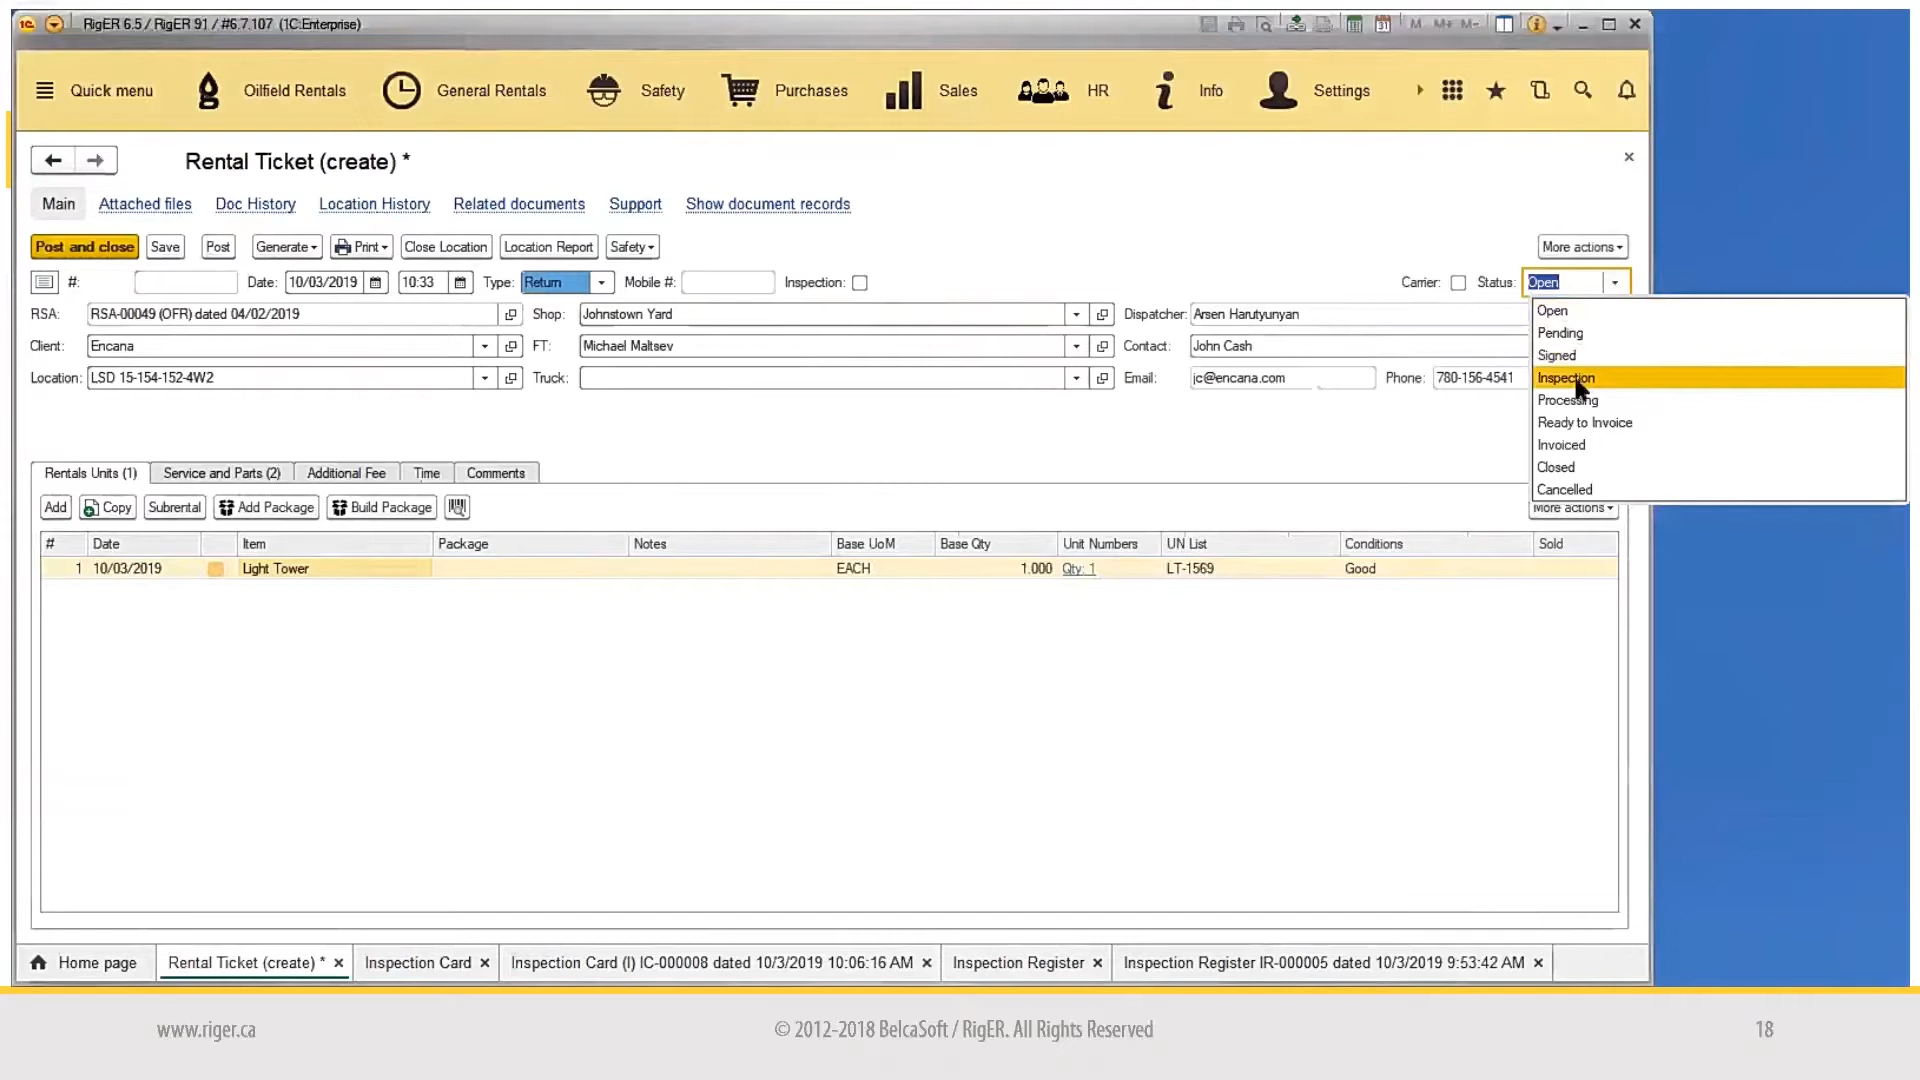 RigER 6.5 / RigER 91 / #6.7.107 (1C:Enterprise)
M M+ M-
Quick menu Oilfield Rentals General Rentals Safety Purchases Sales HR Info Settings
Rental Ticket (create) *
Main Attached files Doc History Location History Related documents Support Show document records
Post and close Save Post Generate Print Close Location Location Report Safety More actions
#: Date: 10/03/2019 10:33 Type: Return Mobile #: Inspection: Carrier: Status: Open
RSA: RSA-00049 (OFR) dated 04/02/2019 Shop: Johnstown Yard Dispatcher: Arsen Harutyunyan
Client: Encana FT: Michael Maltsev Contact: John Cash
Location: LSD 15-154-152-4W2 Truck: Email: jc@encana.com Phone: 780-156-4541
Open
Pending
Signed
Inspection
Processing
Ready to Invoice
Invoiced
Closed
Cancelled
Rentals Units (1) Service and Parts (2) Additional Fee Time Comments
Add Copy Subrental Add Package Build Package More actions
# Date Item Package Notes Base UoM Base Qty Unit Numbers UN List Conditions Sold
1 10/03/2019 Light Tower EACH 1.000 Qty: 1 LT-1569 Good
Home page Rental Ticket (create) * Inspection Card Inspection Card (I) IC-000008 dated 10/3/2019 10:06:16 AM Inspection Register Inspection Register IR-000005 dated 10/3/2019 9:53:42 AM
www.riger.ca © 2012-2018 BelcaSoft / RigER. All Rights Reserved 18